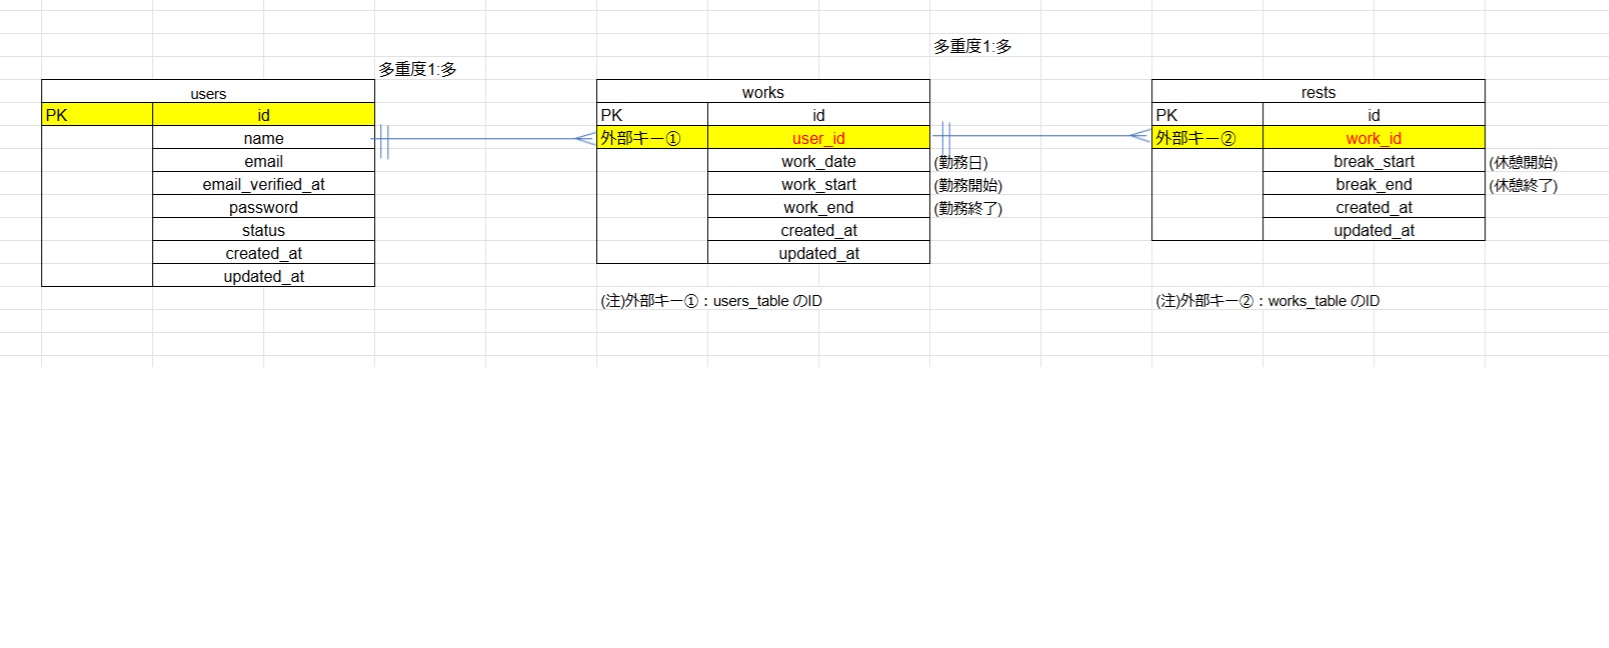 多重度1:多
多重度1:多
users
PK id
name
email
email_verified_at
password
status
created_at
updated_at
works
PK id
外部キー① user_id
work_date (勤務日)
work_start (勤務開始)
work_end (勤務終了)
created_at
updated_at
(注)外部キー①：users_table のID
rests
PK id
外部キー② work_id
break_start (休憩開始)
break_end (休憩終了)
created_at
updated_at
(注)外部キー②：works_table のID